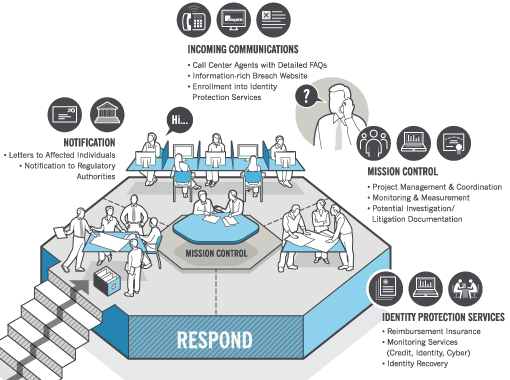 INCOMING COMMUNICATIONS
• Call Center Agents with Detailed FAQs
• Information-rich Breach Website
• Enrollment into Identity
Protection Services
Hi...
?
NOTIFICATION
• Letters to Affected Individuals
• Notification to Regulatory
Authorities
MISSION CONTROL
• Project Management & Coordination
• Monitoring & Measurement
• Potential Investigation/
Litigation Documentation
MISSION CONTROL
RESPOND
IDENTITY PROTECTION SERVICES
• Reimbursement Insurance
• Monitoring Services
(Credit, Identity, Cyber)
• Identity Recovery